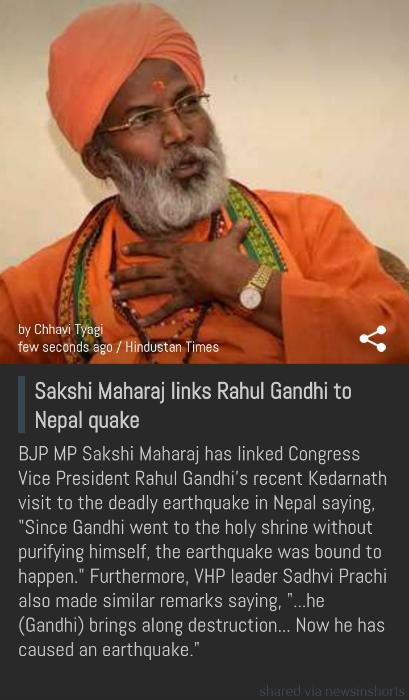 by Chhavi Tyagi
few seconds ago / Hindustan Times
Sakshi Maharaj links Rahul Gandhi to
Nepal quake
BJP MP Sakshi Maharaj has linked Congress
Vice President Rahul Gandhi's recent Kedarnath
visit to the deadly earthquake in Nepal saying,
"Since Gandhi went to the holy shrine without
purifying himself, the earthquake was bound to
happen." Furthermore, VHP leader Sadhvi Prachi
also made similar remarks saying, "...he
(Gandhi) brings along destruction... Now he has
caused an earthquake."
shared via newsinshorts